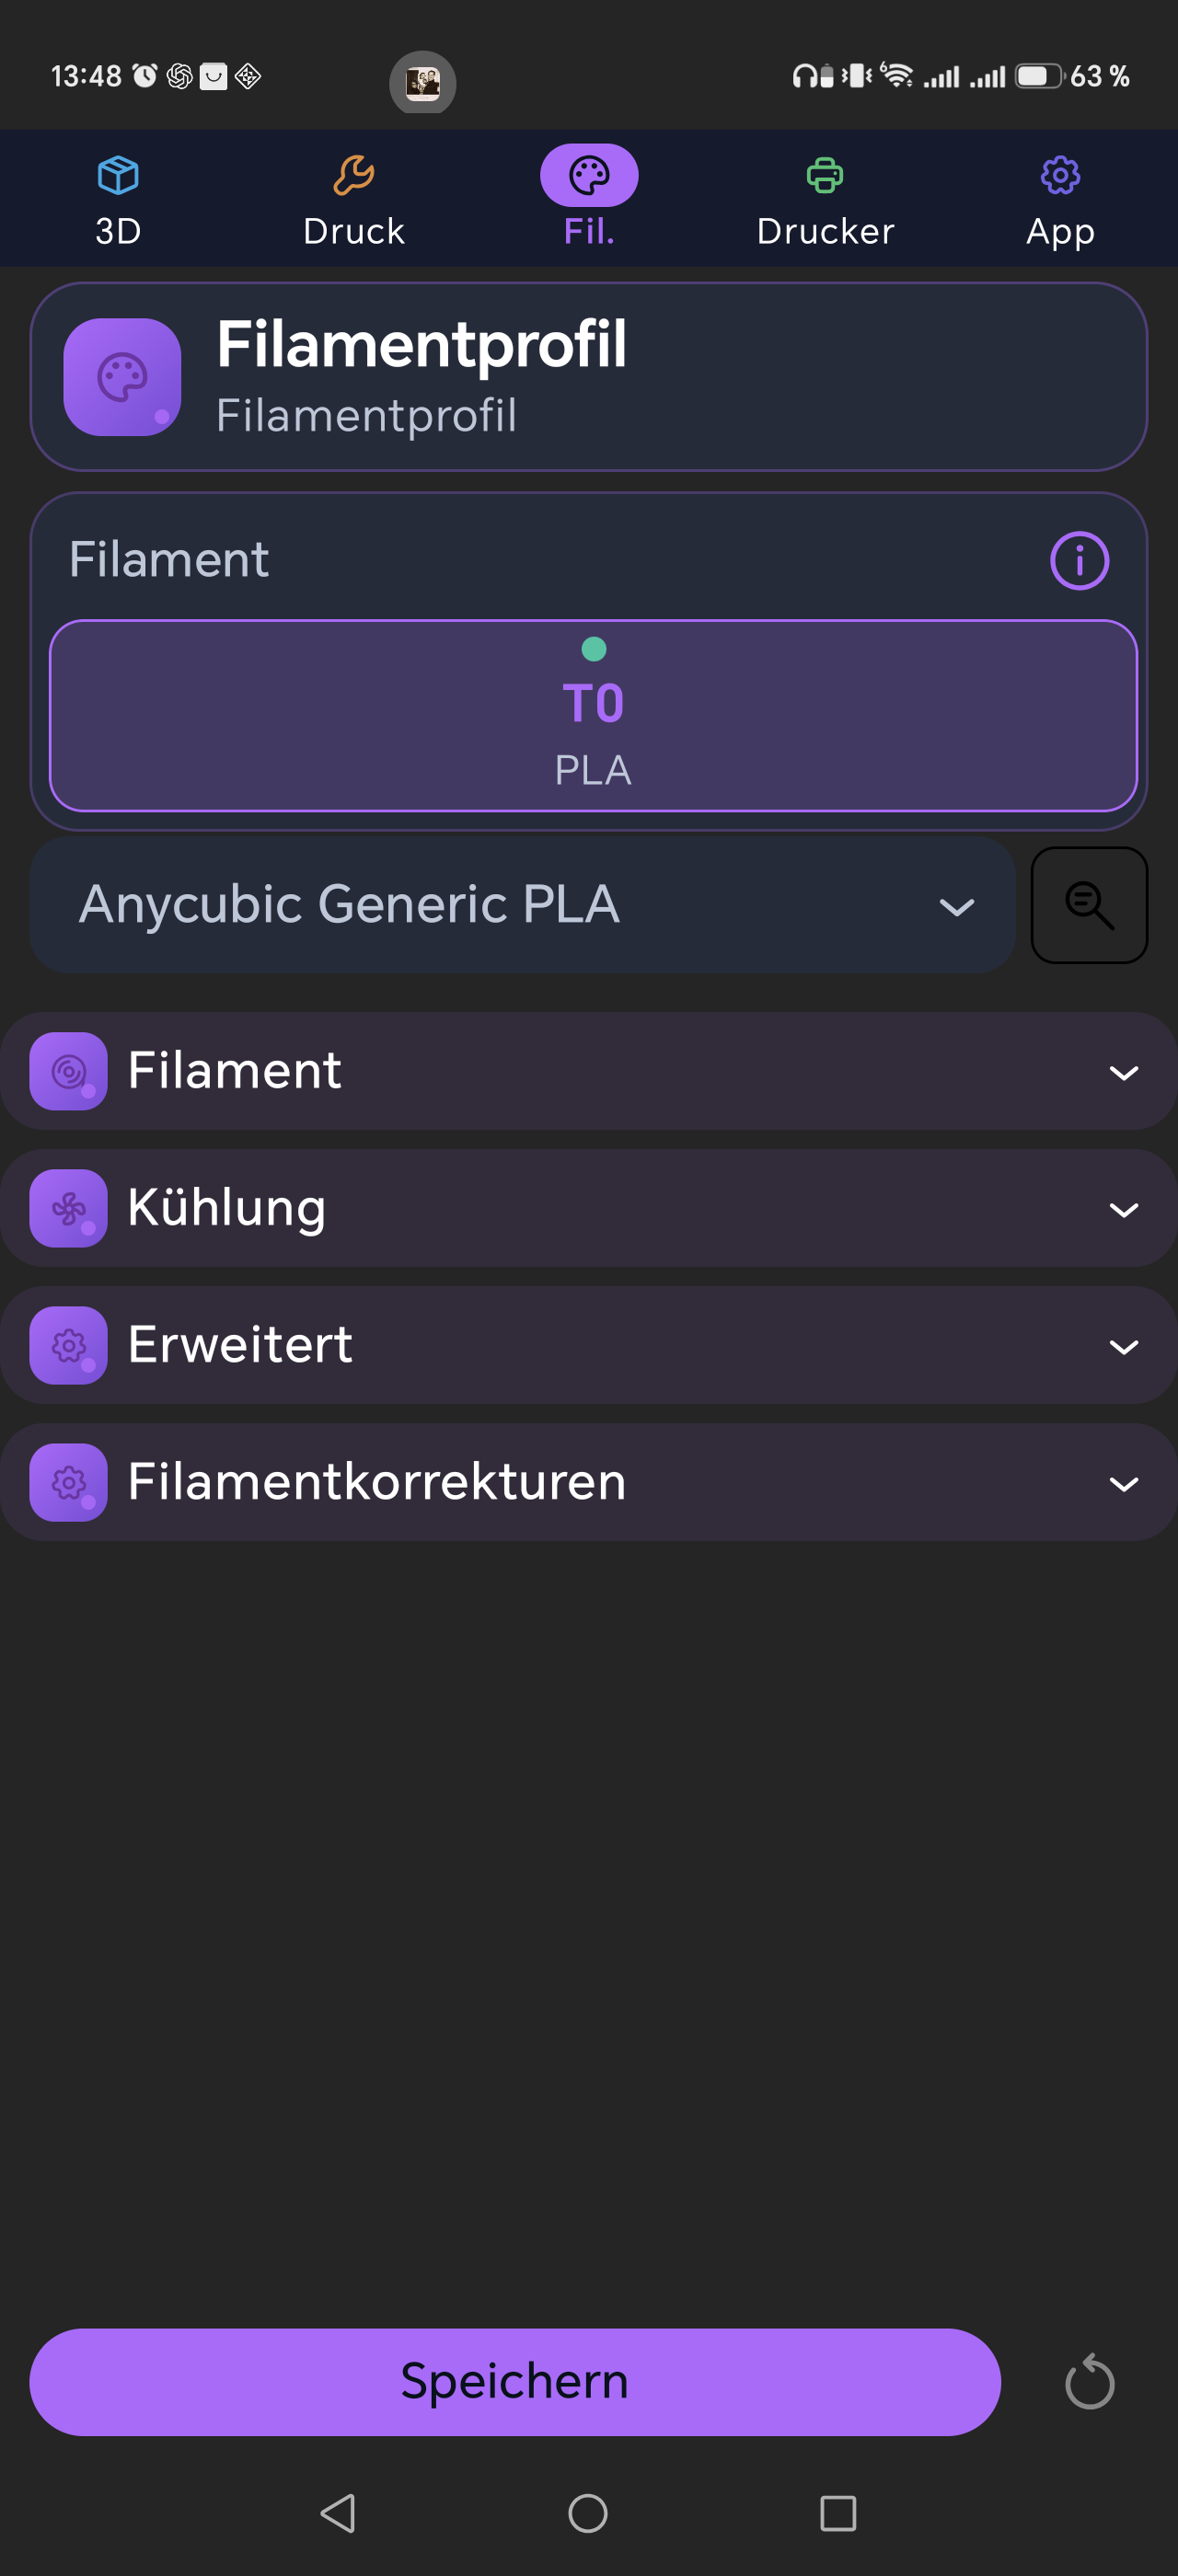 13:48
6
63 %
3D
Druck
Fil.
Drucker
App
Filamentprofil
Filamentprofil
Filament
T0
PLA
Anycubic Generic PLA
Filament
Kühlung
Erweitert
Filamentkorrekturen
Speichern